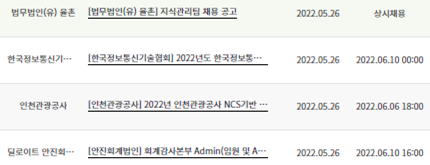 법무법인(유) 율촌 [법무법인(유) 율촌] 지식관리팀 채용 공고 2022.05.26 상시채용
한국정보통신기··· [한국정보통신기술협회] 2022년도 한국정보통··· 2022.05.26 2022.06.10 00:00
인천관광공사 [인천관광공사] 2022년 인천관광공사 NCS기반 ··· 2022.05.26 2022.06.06 18:00
딜로이트 안진회··· [안진회계법인] 회계감사본부 Admin(임원 및 A··· 2022.05.26 2022.06.10 16:00